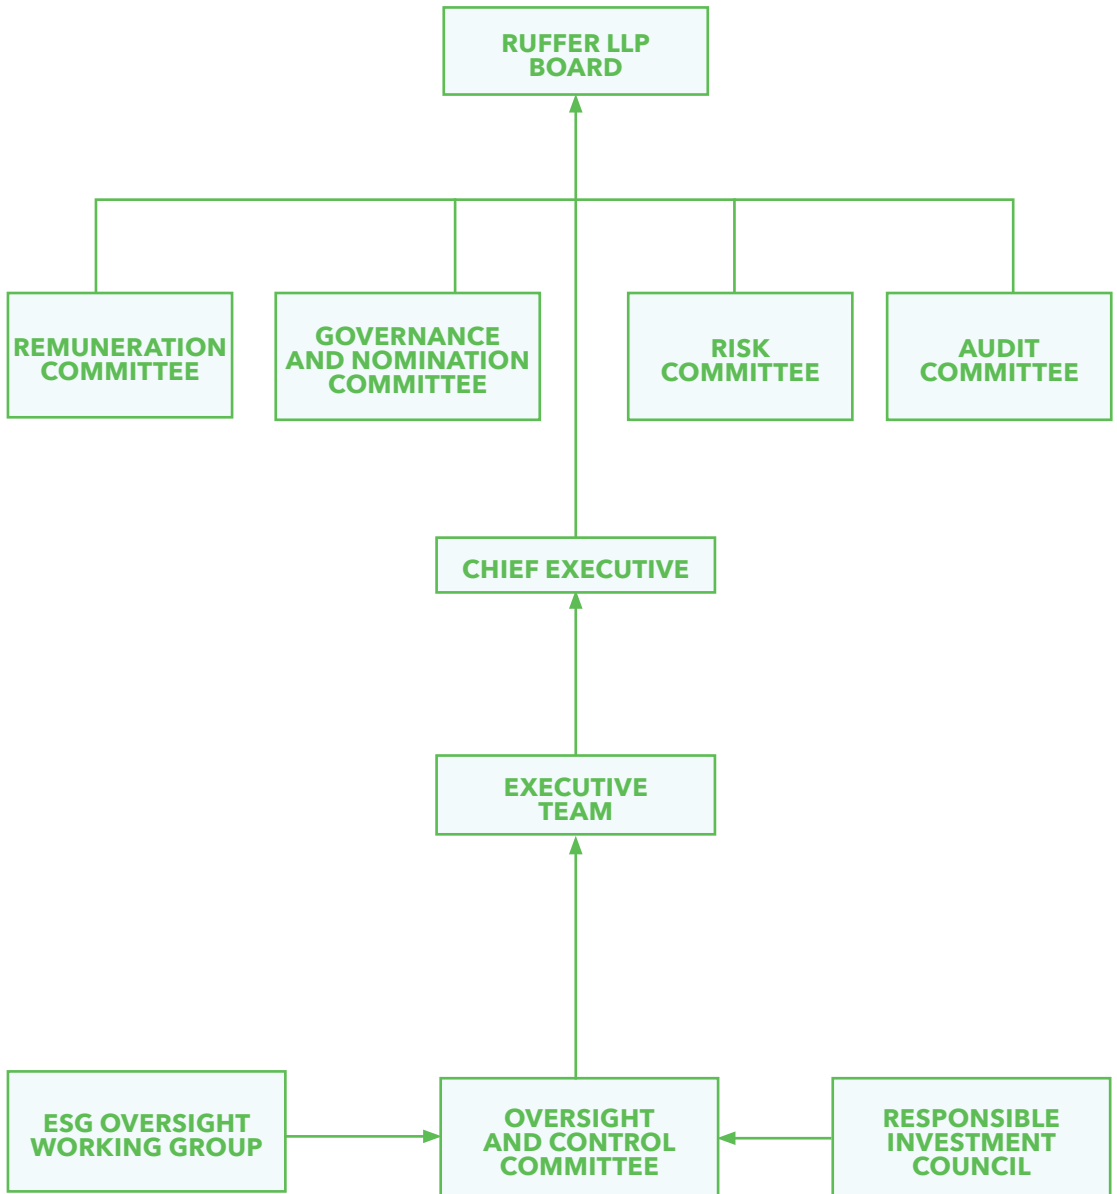 RUFFER LLP
BOARD
REMUNERATION
COMMITTEE
GOVERNANCE
AND NOMINATION
COMMITTEE
RISK
COMMITTEE
AUDIT
COMMITTEE
CHIEF EXECUTIVE
EXECUTIVE
TEAM
ESG OVERSIGHT
WORKING GROUP
OVERSIGHT
AND CONTROL
COMMITTEE
RESPONSIBLE
INVESTMENT
COUNCIL